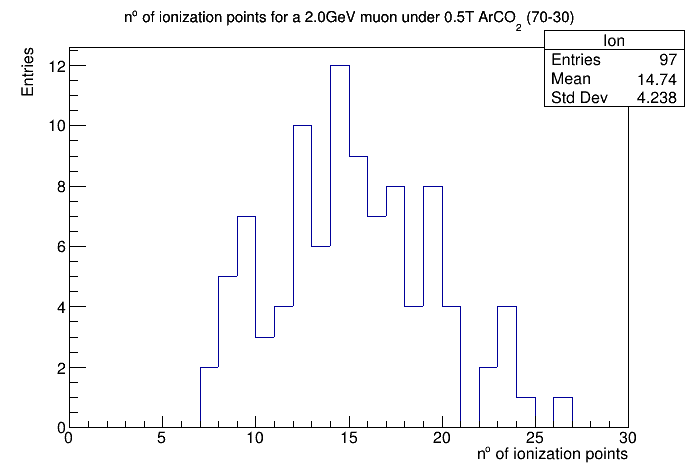 nº of ionization points for a 2.0GeV muon under 0.5T ArCO2 (70-30)
Ion
Entries 97
Mean 14.74
Std Dev 4.238
Entries
12
10
8
6
4
2
0
0 5 10 15 20 25 30
nº of ionization points